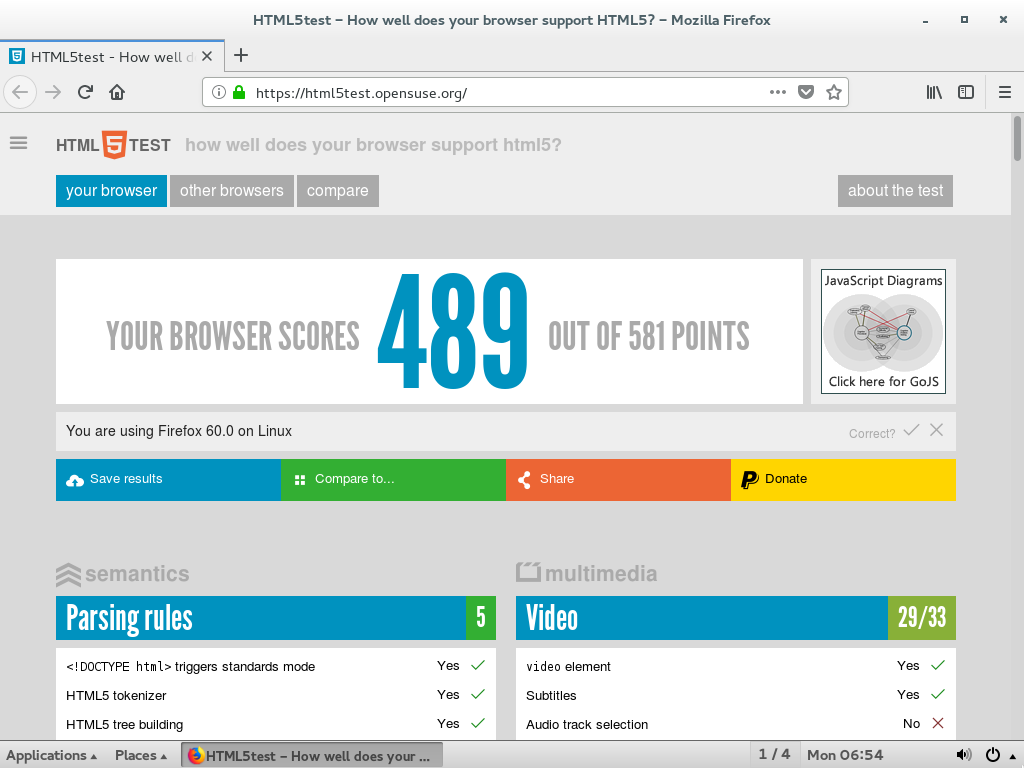 HTML5test – How well does your browser support HTML5? – Mozilla Firefox
HTML5test - How well d
https://html5test.opensuse.org/
HTML 5 TEST how well does your browser support html5?
your browser other browsers compare about the test
YOUR BROWSER SCORES 489 OUT OF 581 POINTS
JavaScript Diagrams
Click here for GoJS
You are using Firefox 60.0 on Linux Correct?
Save results Compare to... Share Donate
semantics
Parsing rules 5
<!DOCTYPE html> triggers standards mode Yes
HTML5 tokenizer Yes
HTML5 tree building Yes
multimedia
Video 29/33
video element Yes
Subtitles Yes
Audio track selection No
Applications Places HTML5test – How well does your ... 1 / 4 Mon 06:54